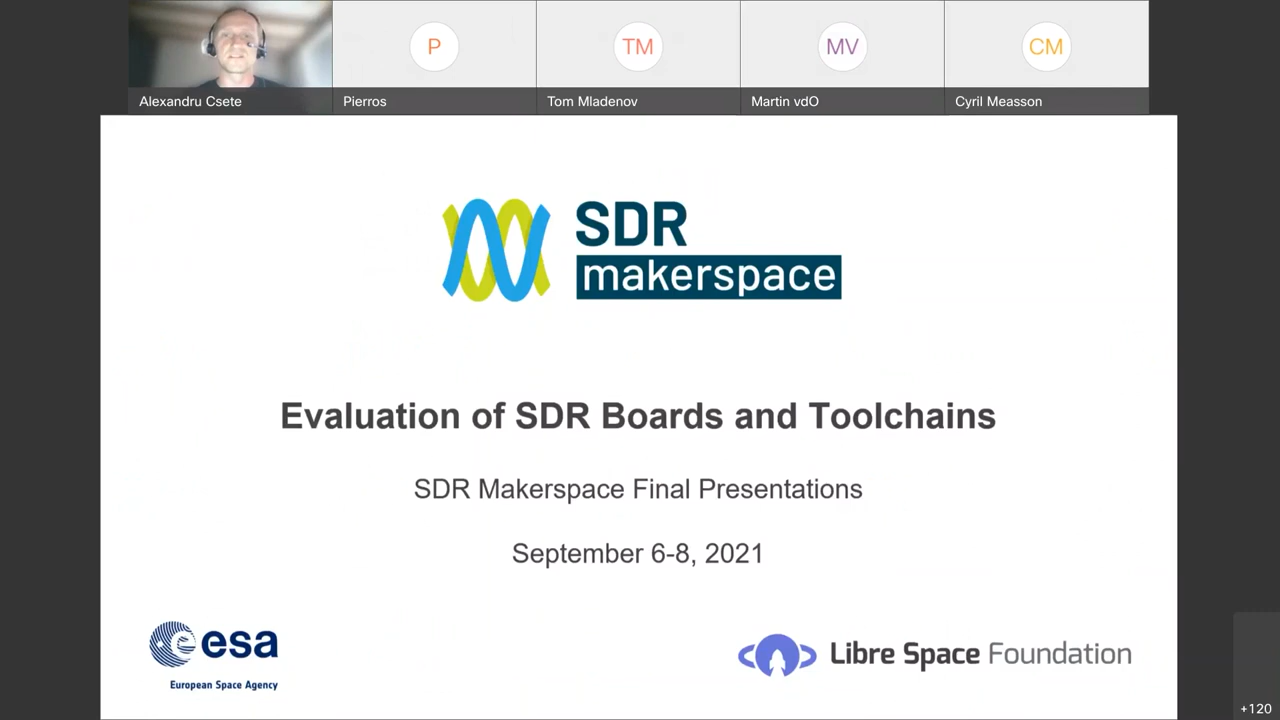 P
TM
MV
CM
Alexandru Csete
Pierros
Tom Mladenov
Martin vdO
Cyril Measson
SDR
makerspace
Evaluation of SDR Boards and Toolchains
SDR Makerspace Final Presentations
September 6-8, 2021
esa
European Space Agency
Libre Space Foundation
+120